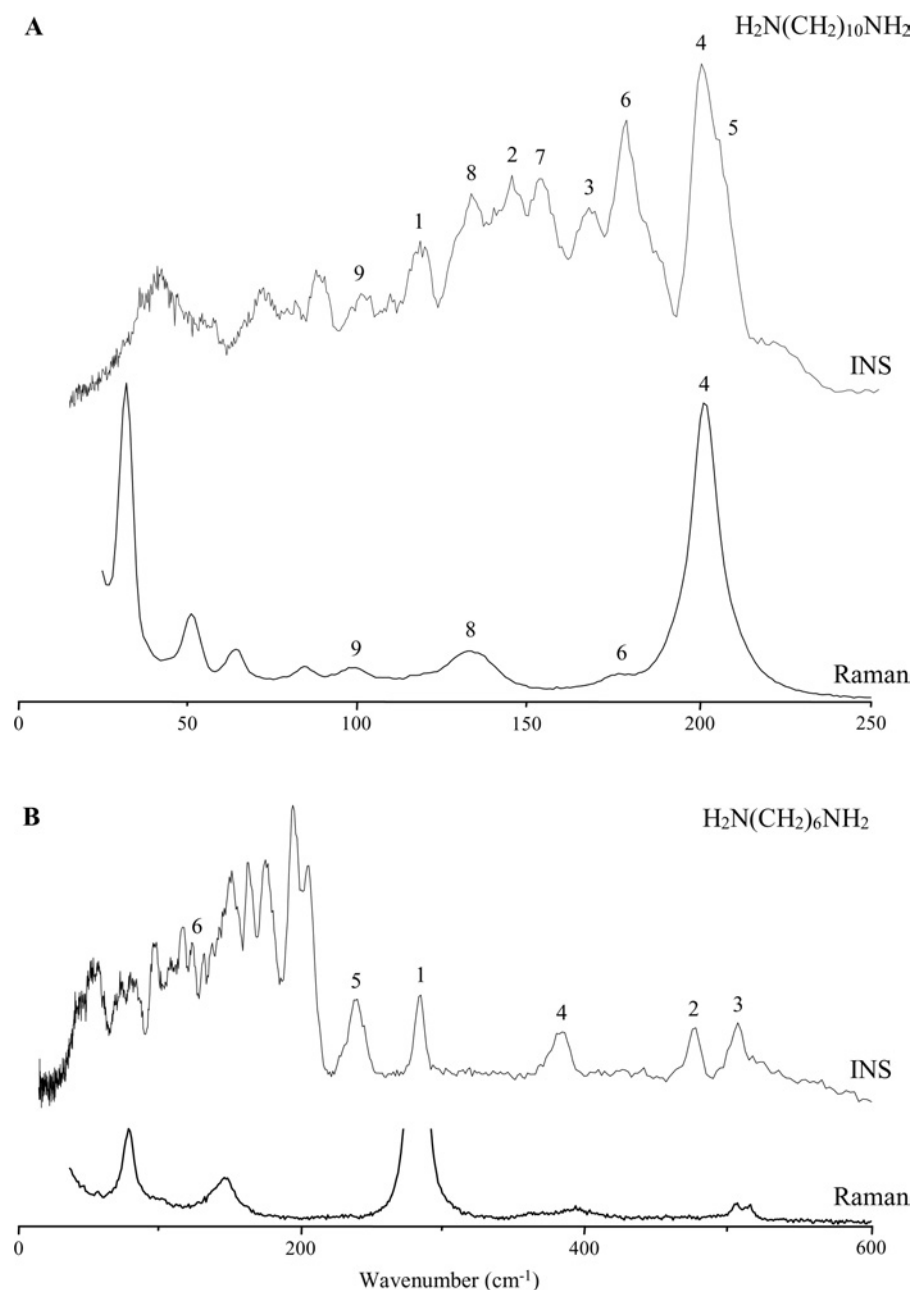 A
H₂N(CH₂)₁₀NH₂
4
6
5
2
7
8
3
1
9
INS
4
8
9
6
Raman
0 50 100 150 200 250
B
H₂N(CH₂)₆NH₂
6
5
1
4
2
3
INS
Raman
0 200 400 600
Wavenumber (cm⁻¹)